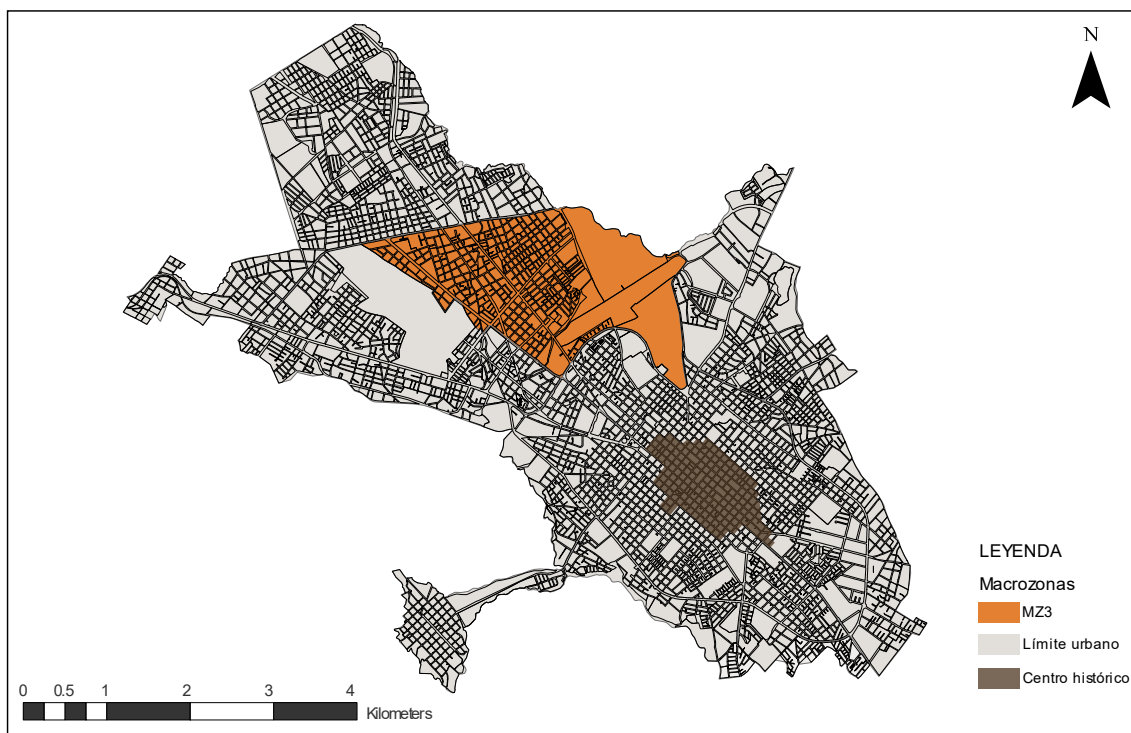 N
LEYENDA
Macrozonas
MZ3
Límite urbano
Centro histórico
0 0.5 1 2 3 4
Kilometers